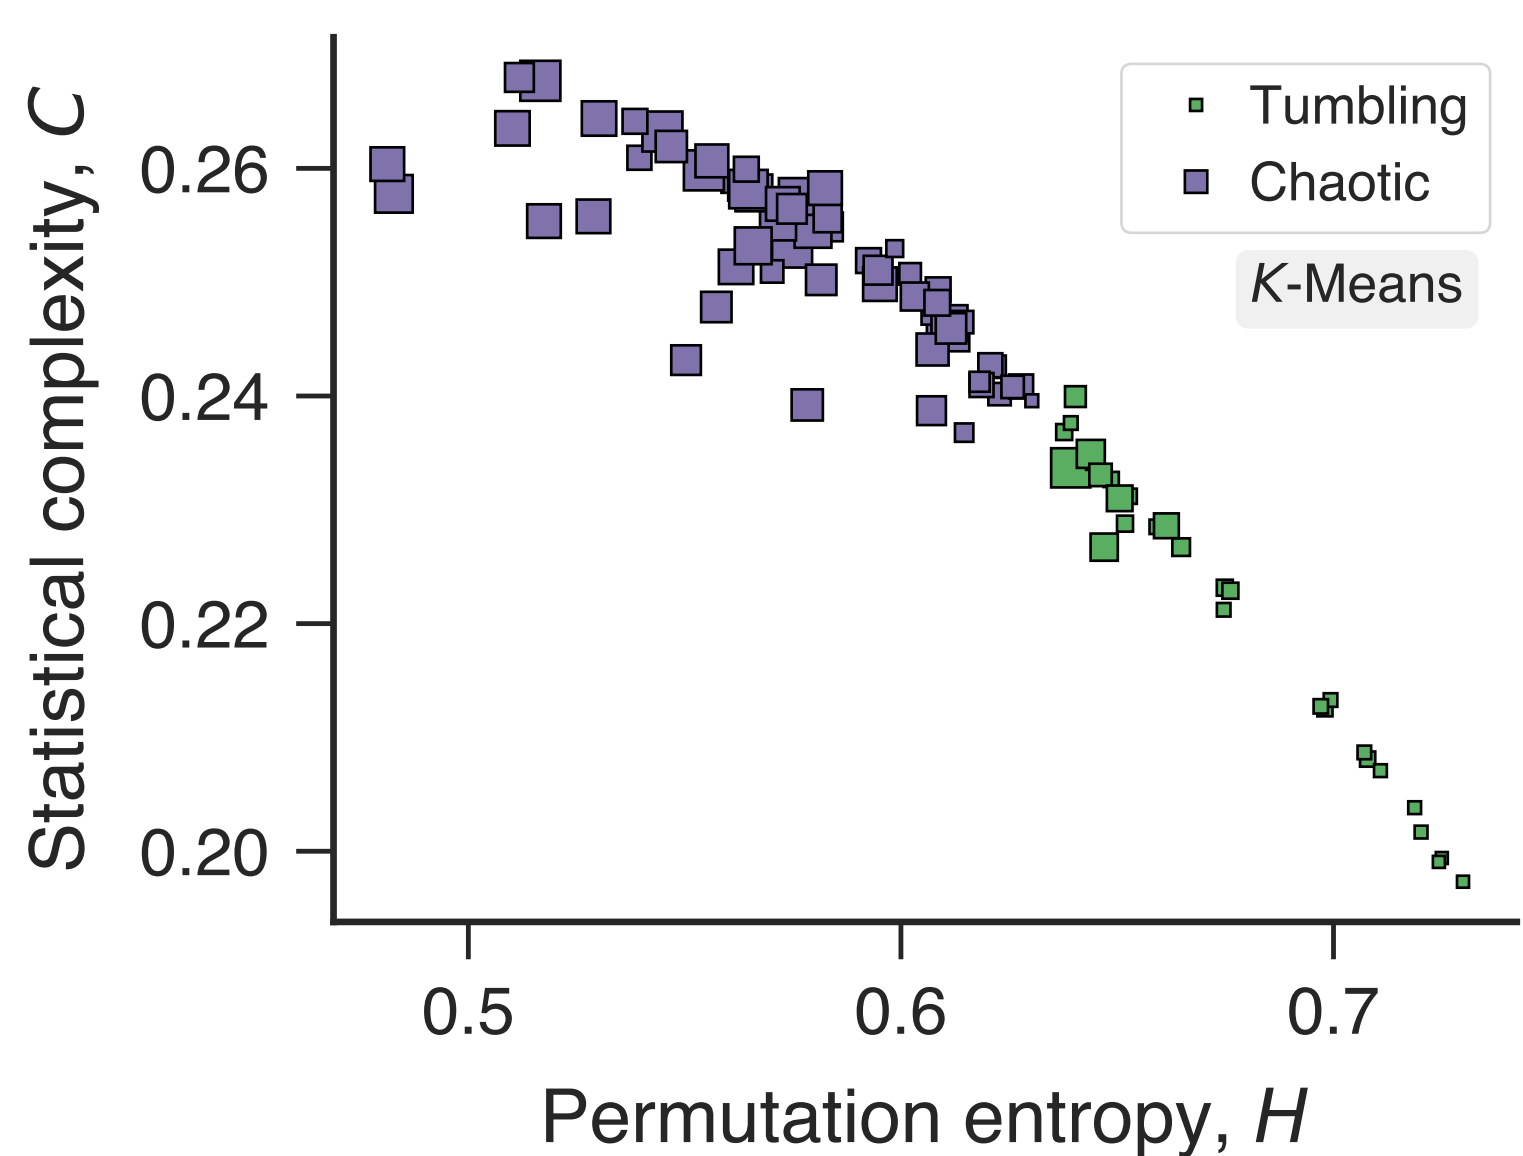 Tumbling
Chaotic
K-Means
Statistical complexity, C
0.26
0.24
0.22
0.20
0.5
0.6
0.7
Permutation entropy, H